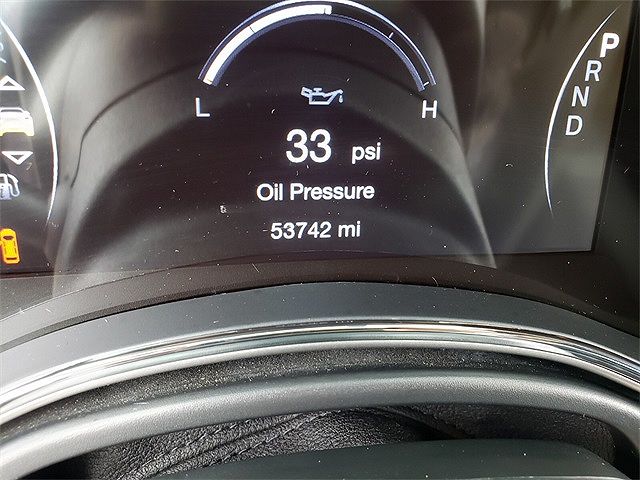 L H
33 psi
Oil Pressure
53742 mi
P
R
N
D